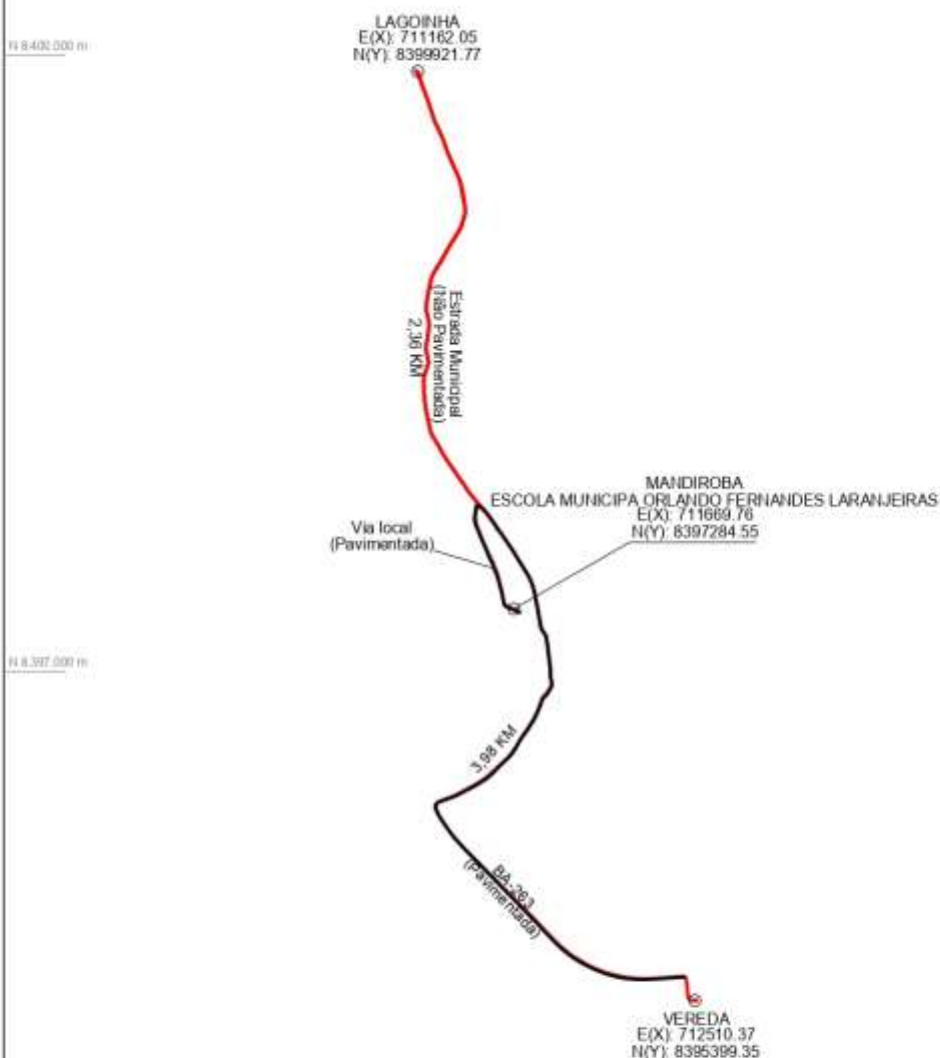 LAGOINHA
E(X): 711162.05
N(Y): 8399921.77
N 8.400.000 m
Estrada Municipal
(Não Pavimentada)
2,36 KM
MANDIROBA
ESCOLA MUNICIPA ORLANDO FERNANDES LARANJEIRAS
E(X): 711669.76
N(Y): 8397284.55
Via local
(Pavimentada)
N 8.397.000 m
3,98 KM
BA-263
(Pavimentada)
VEREDA
E(X): 712510.37
N(Y): 8395399.35